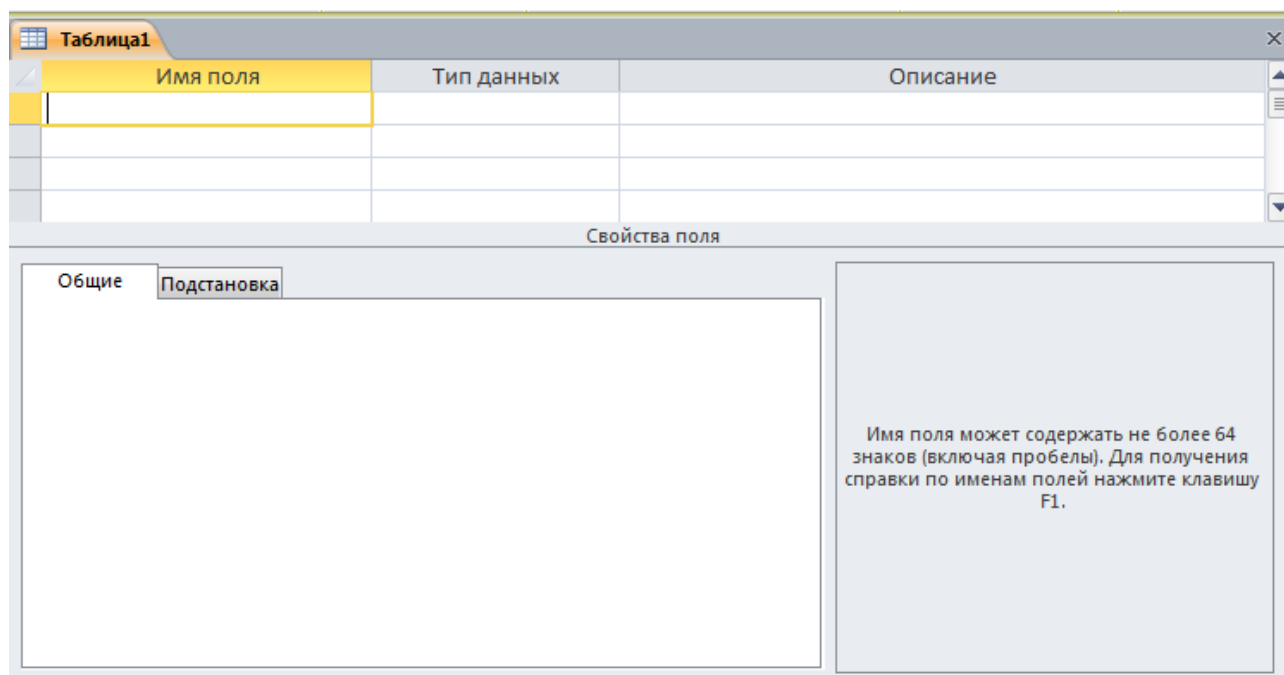 Таблица1
Имя поля Тип данных Описание
Свойства поля
Общие Подстановка
Имя поля может содержать не более 64
знаков (включая пробелы). Для получения
справки по именам полей нажмите клавишу
F1.